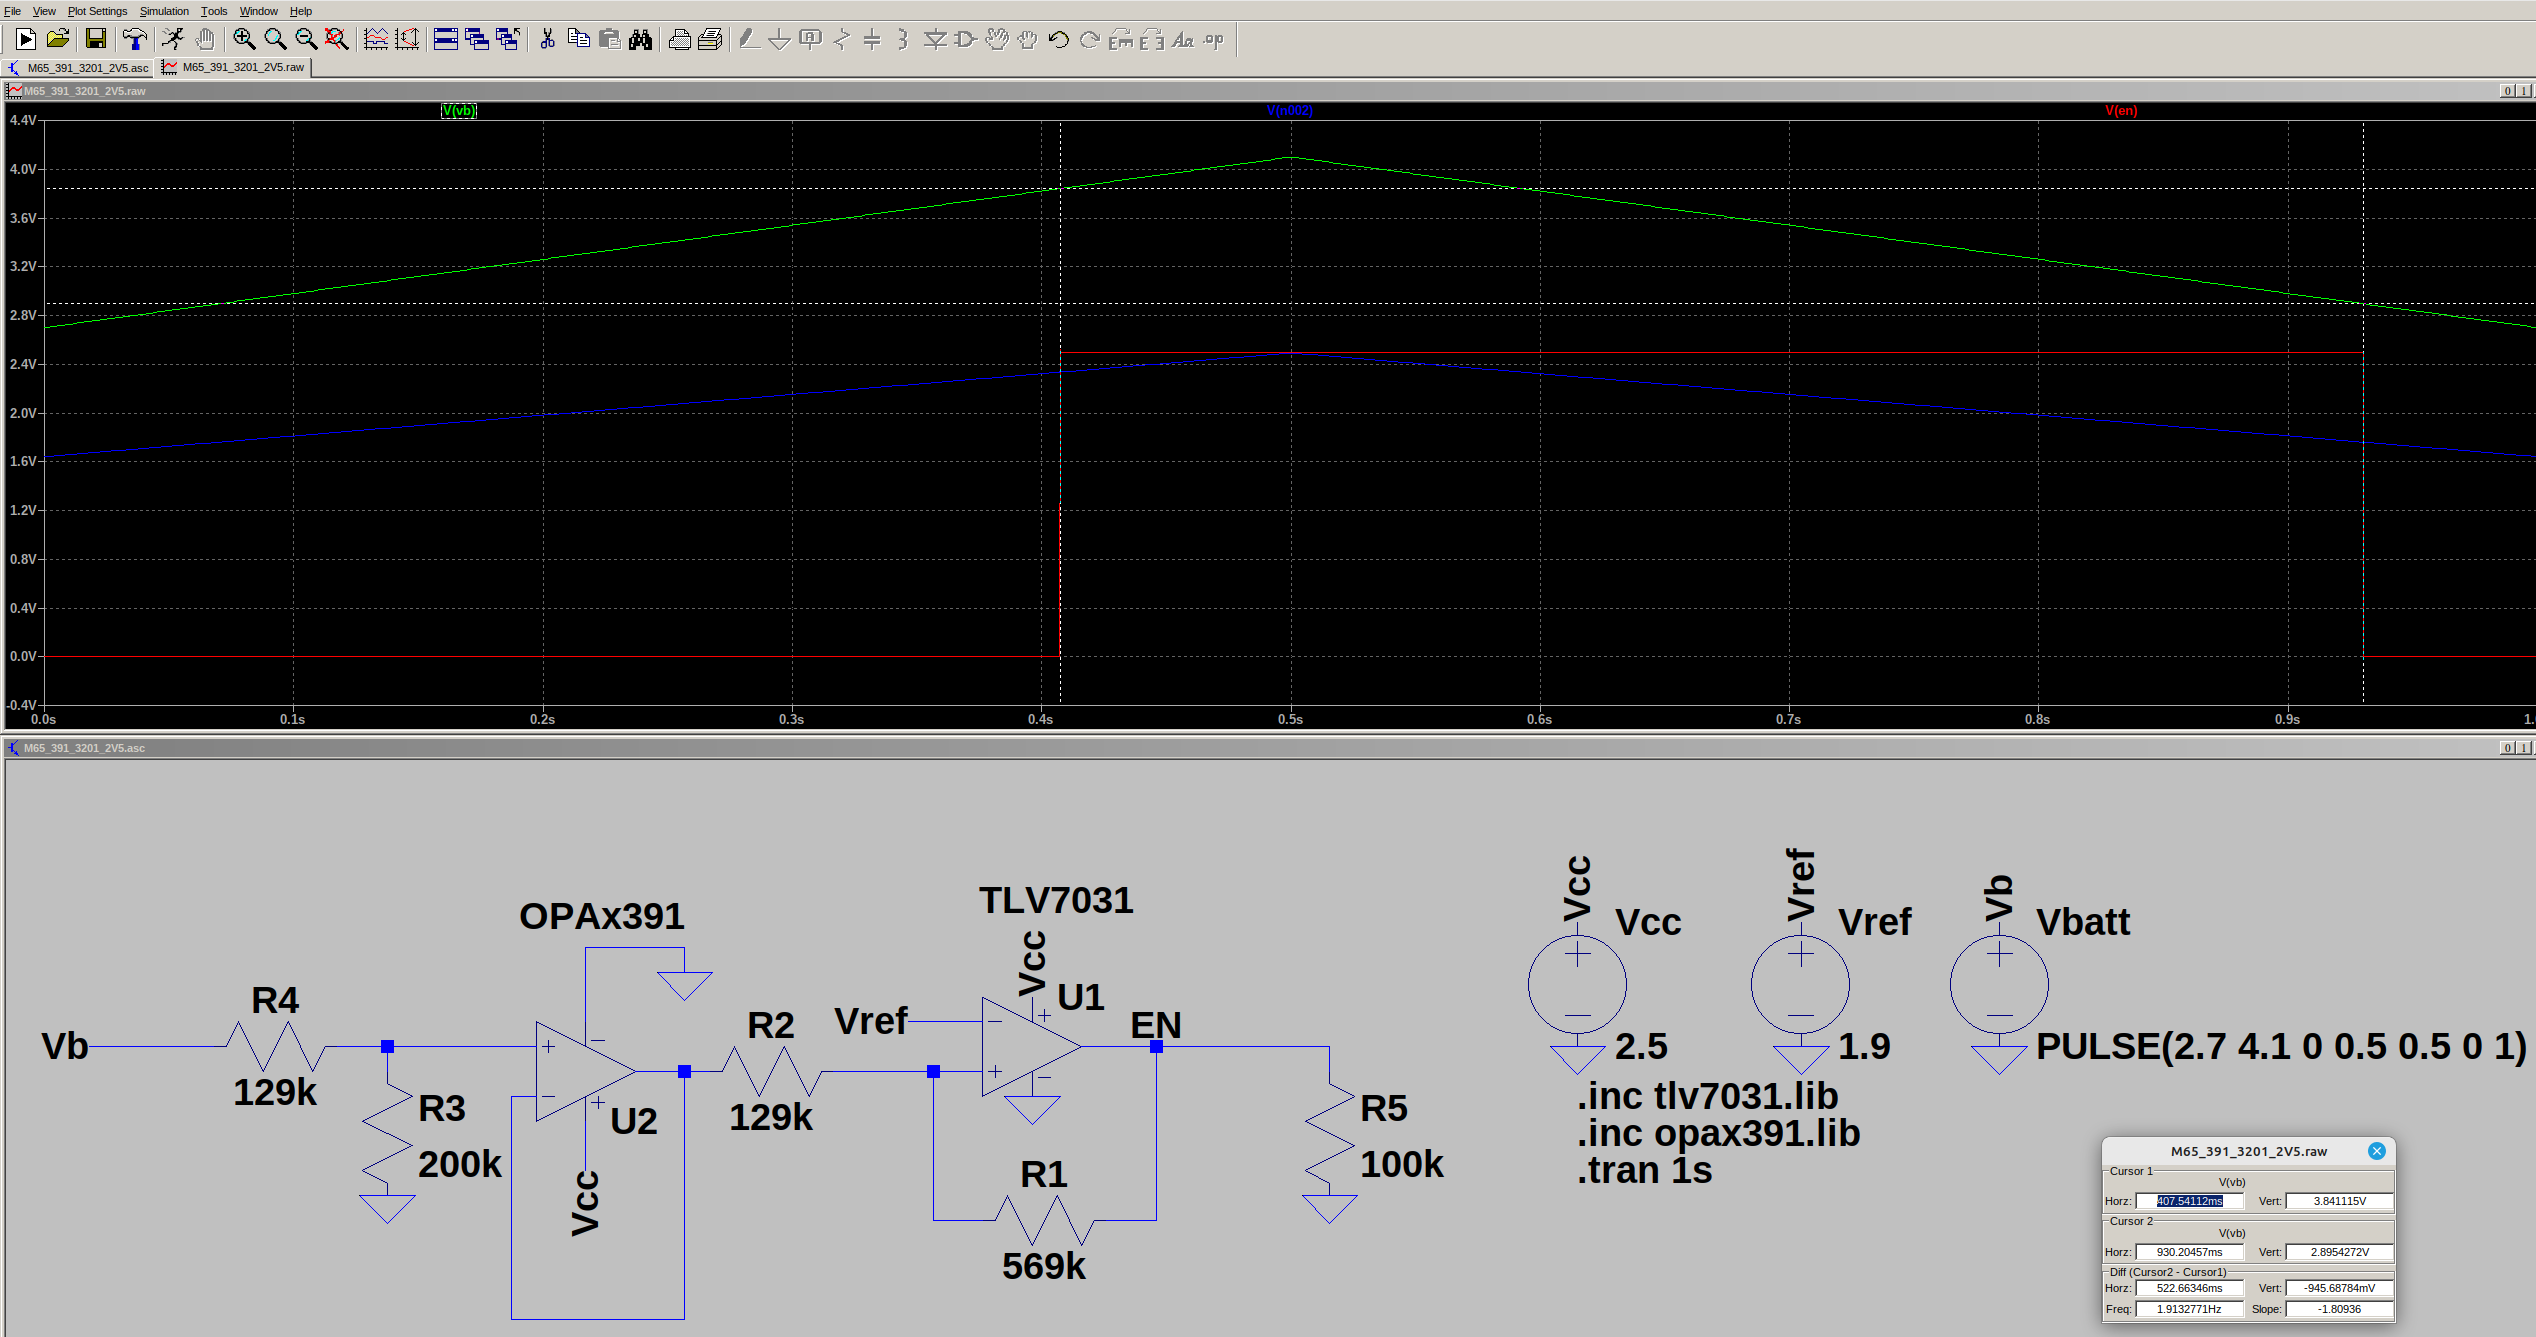 File View Plot Settings Simulation Tools Window Help
M65_391_3201_2V5.asc M65_391_3201_2V5.raw
M65_391_3201_2V5.raw
V(vb) V(n002) V(en)
4.4V
4.0V
3.6V
3.2V
2.8V
2.4V
2.0V
1.6V
1.2V
0.8V
0.4V
0.0V
-0.4V
0.0s 0.1s 0.2s 0.3s 0.4s 0.5s 0.6s 0.7s 0.8s 0.9s 1.
M65_391_3201_2V5.asc
Vb
R4
129k
R3
200k
OPAx391
U2
Vcc
R2
129k
Vref
TLV7031
Vcc
U1
EN
R1
569k
R5
100k
Vcc
Vcc
2.5
Vref
Vref
1.9
Vb
Vbatt
PULSE(2.7 4.1 0 0.5 0.5 0 1)
.inc tlv7031.lib
.inc opax391.lib
.tran 1s
M65_391_3201_2V5.raw
Cursor 1
V(vb)
Horz: 407.54112ms Vert: 3.841115V
Cursor 2
V(vb)
Horz: 930.20457ms Vert: 2.8954272V
Diff (Cursor2 - Cursor1)
Horz: 522.66346ms Vert: -945.68784mV
Freq: 1.9132771Hz Slope: -1.80936